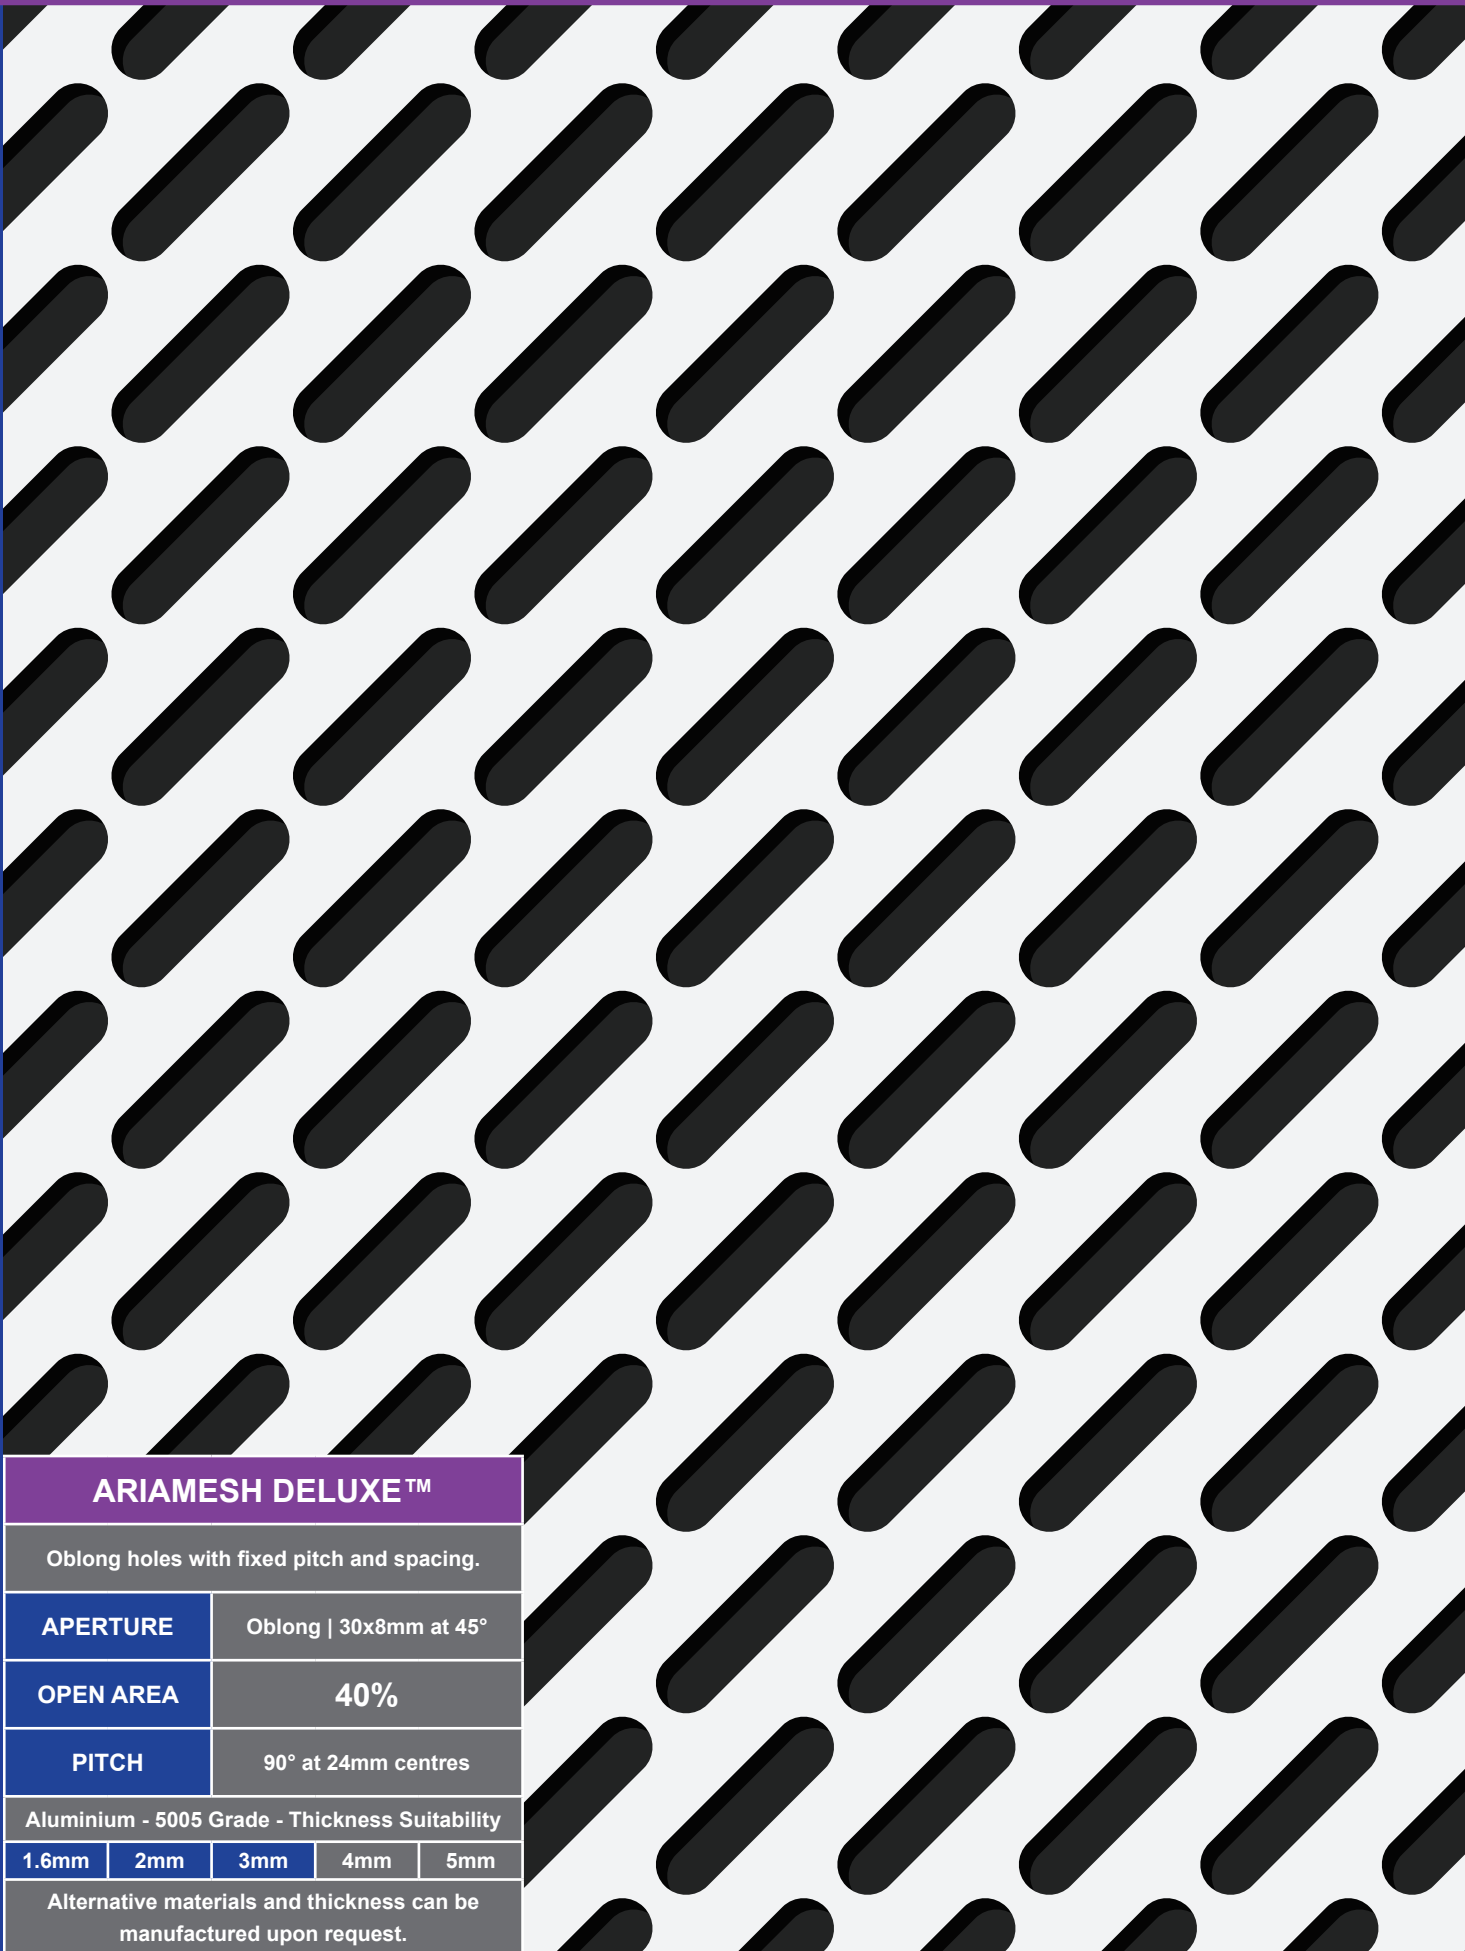 ARIAMESH DELUXE™
Oblong holes with fixed pitch and spacing.
APERTURE
Oblong | 30x8mm at 45°
OPEN AREA
40%
PITCH
90° at 24mm centres
Aluminium - 5005 Grade - Thickness Suitability
1.6mm 2mm 3mm 4mm 5mm
Alternative materials and thickness can be
manufactured upon request.